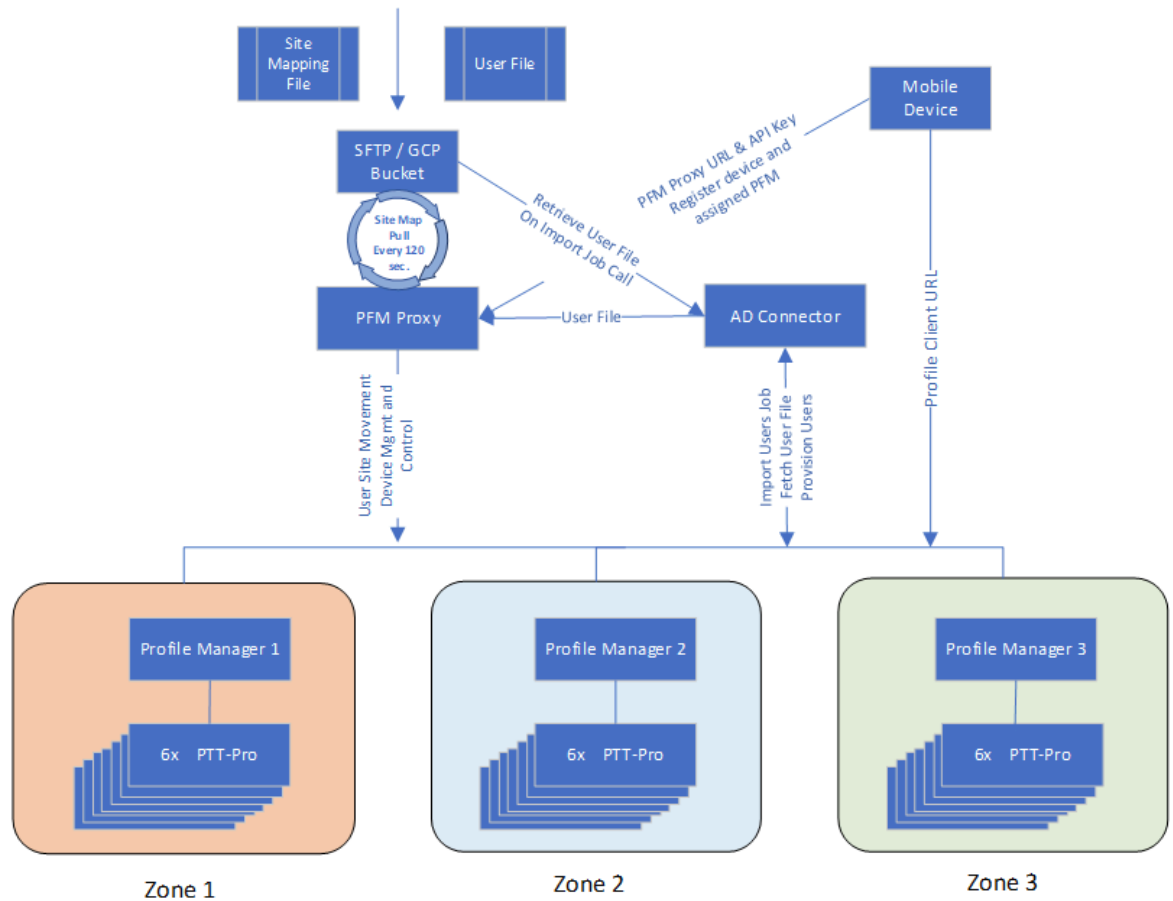 Site
Mapping
File
User File
Mobile
Device
SFTP / GCP
Bucket
PFM Proxy URL & API Key
Register device and
assigned PFM
Site Map
Pull
Every 120
sec.
Retrieve User File
On Import Job Call
PFM Proxy
User File
AD Connector
Profile Client URL
User Site Movement
Device Mgmt and
Control
Import Users Job
Fetch User File
Provision Users
Profile Manager 1
6x PTT-Pro
Zone 1
Profile Manager 2
6x PTT-Pro
Zone 2
Profile Manager 3
6x PTT-Pro
Zone 3